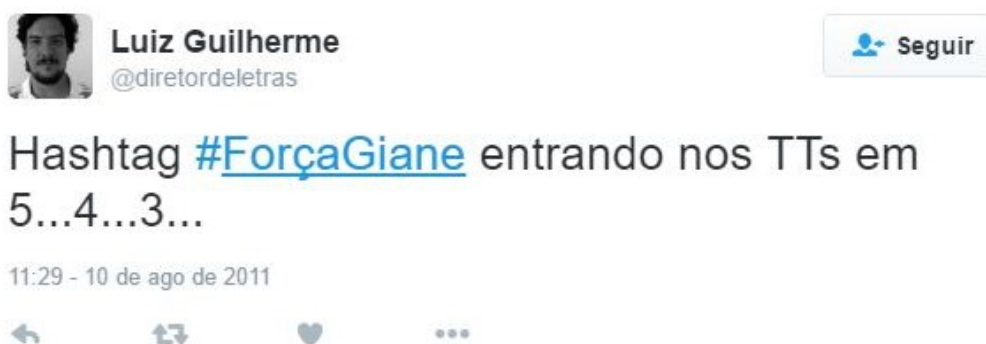 Luiz Guilherme
@diretordeletras
Seguir
Hashtag #ForçaGiane entrando nos TTs em
5...4...3...
11:29 - 10 de ago de 2011